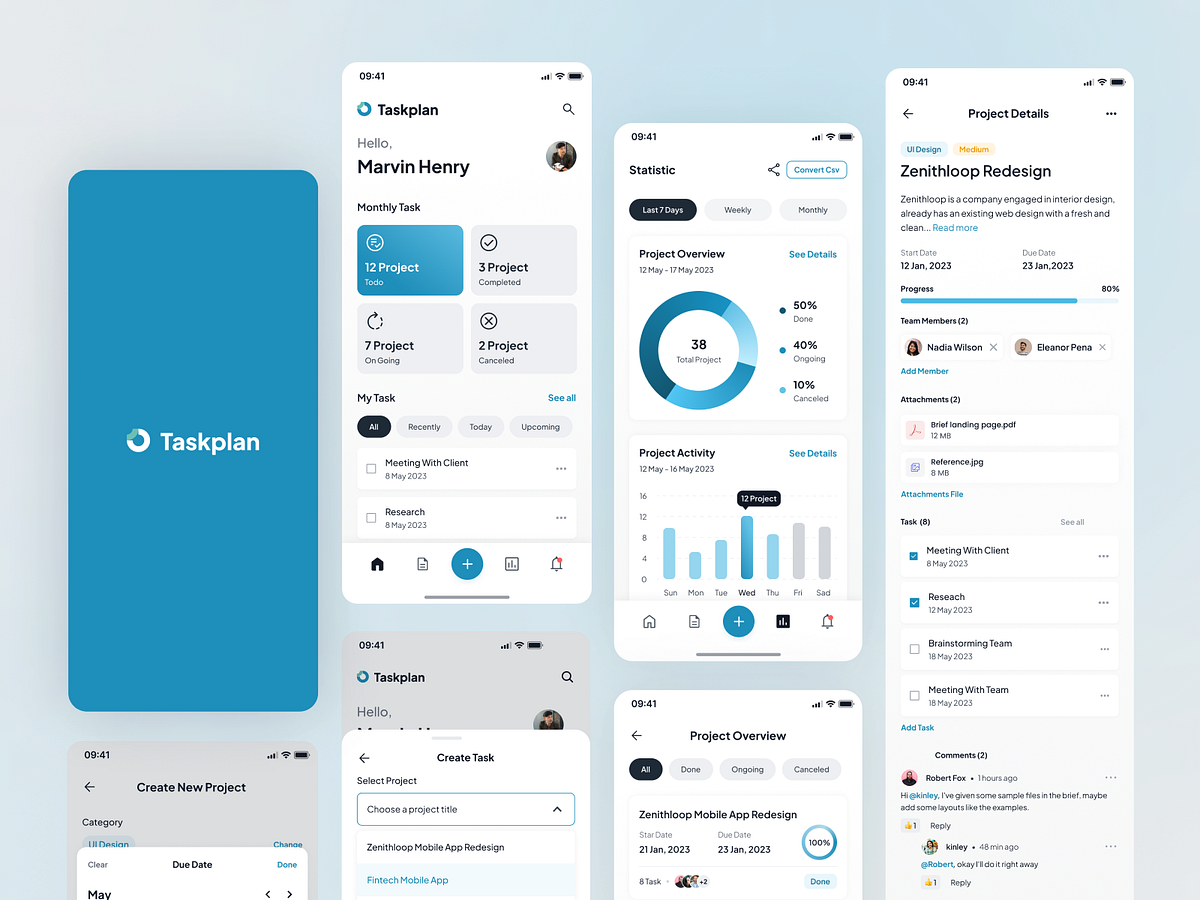 Taskplan
09:41
Create New Project
Category
UI Design
Change
Clear
Due Date
Done
May
09:41
Taskplan
Hello,
Marvin Henry
Monthly Task
12 Project
Todo
3 Project
Completed
7 Project
On Going
2 Project
Canceled
My Task
See all
All
Recently
Today
Upcoming
Meeting With Client
8 May 2023
Research
8 May 2023
09:41
Taskplan
Hello,
Create Task
Select Project
Choose a project title
Zenithloop Mobile App Redesign
Fintech Mobile App
09:41
Statistic
Convert Csv
Last 7 Days
Weekly
Monthly
Project Overview
See Details
12 May - 17 May 2023
38
Total Project
50%
Done
40%
Ongoing
10%
Canceled
Project Activity
See Details
12 May - 16 May 2023
16
12
8
4
0
12 Project
Sun
Mon
Tue
Wed
Thu
Fri
Sad
09:41
Project Overview
All
Done
Ongoing
Canceled
Zenithloop Mobile App Redesign
Star Date
21 Jan, 2023
Due Date
23 Jan, 2023
100%
8 Task
+2
Done
09:41
Project Details
UI Design
Medium
Zenithloop Redesign
Zenithloop is a company engaged in interior design,
already has an existing web design with a fresh and
clean... Read more
Start Date
12 Jan, 2023
Due Date
23 Jan,2023
Progress
80%
Team Members (2)
Nadia Wilson
Eleanor Pena
Add Member
Attachments (2)
Brief landing page.pdf
12 MB
Reference.jpg
8 MB
Attachments File
Task (8)
See all
Meeting With Client
8 May 2023
Reseach
12 May 2023
Brainstorming Team
18 May 2023
Meeting With Team
18 May 2023
Add Task
Comments (2)
Robert Fox • 1 hours ago
Hi @kinley, I've given some sample files in the brief, maybe
add some layouts like the examples.
👍1
Reply
kinley • 48 min ago
@Robert, okay I'll do it right away
👍1
Reply